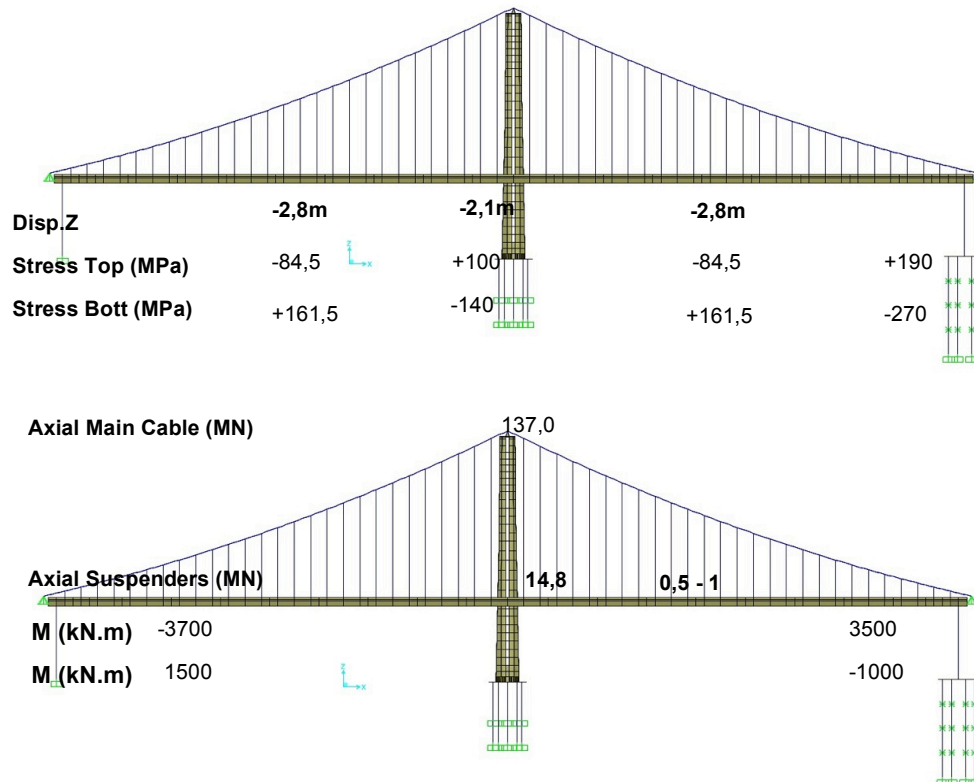 Disp.Z -2,8m -2,1m -2,8m
Stress Top (MPa) -84,5 +100 -84,5 +190
Stress Bott (MPa) +161,5 -140 +161,5 -270
z
x
Axial Main Cable (MN) 137,0
Axial Suspenders (MN) 14,8 0,5 - 1
M (kN.m) -3700 3500
M (kN.m) 1500 -1000
z
x